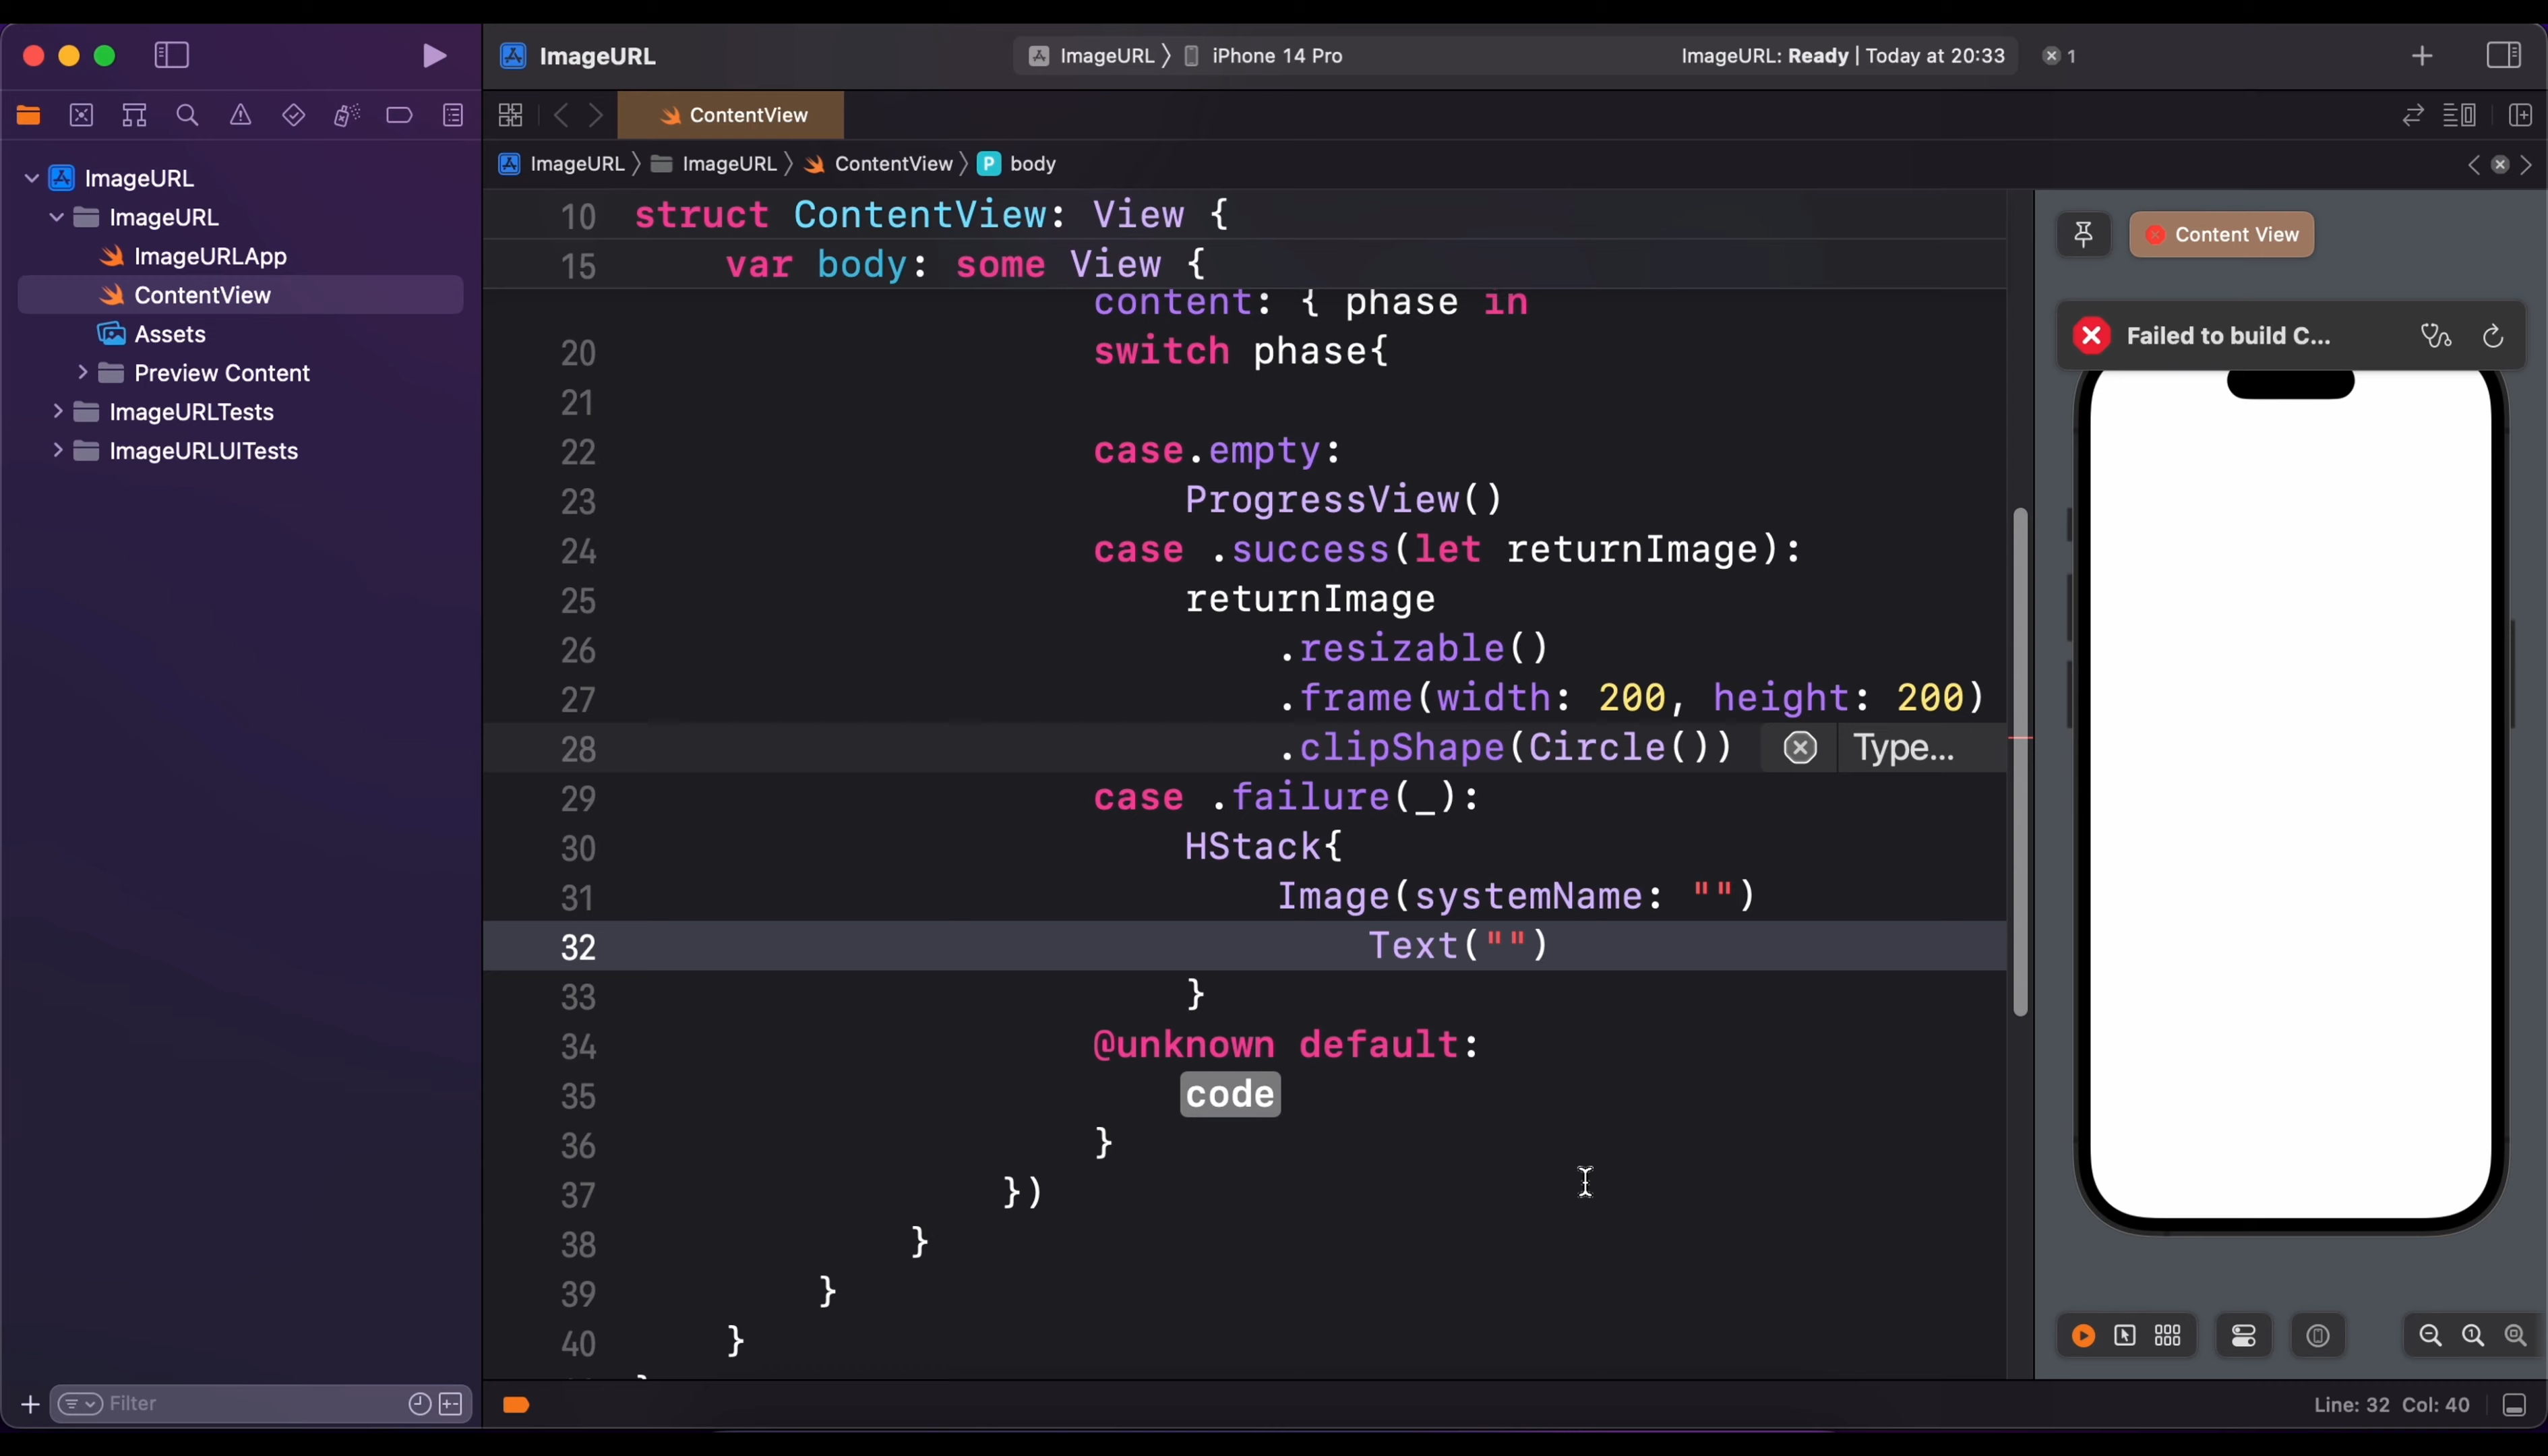 ImageURL
ImageURL 〉 iPhone 14 Pro
ImageURL: Ready | Today at 20:33
1
ContentView
ImageURL 〉 ImageURL 〉 ContentView 〉 P body
ImageURL
ImageURL
ImageURLApp
ContentView
Assets
Preview Content
ImageURLTests
ImageURLUITests
10 struct ContentView: View {
15 var body: some View {
content: { phase in
20 switch phase{
21
22 case.empty:
23 ProgressView()
24 case .success(let returnImage):
25 returnImage
26 .resizable()
27 .frame(width: 200, height: 200)
28 .clipShape(Circle()) Type...
29 case .failure(_):
30 HStack{
31 Image(systemName: "")
32 Text("")
33 }
34 @unknown default:
35 code
36 }
37 })
38 }
39 }
40 }
Content View
Failed to build C...
Filter
Line: 32 Col: 40